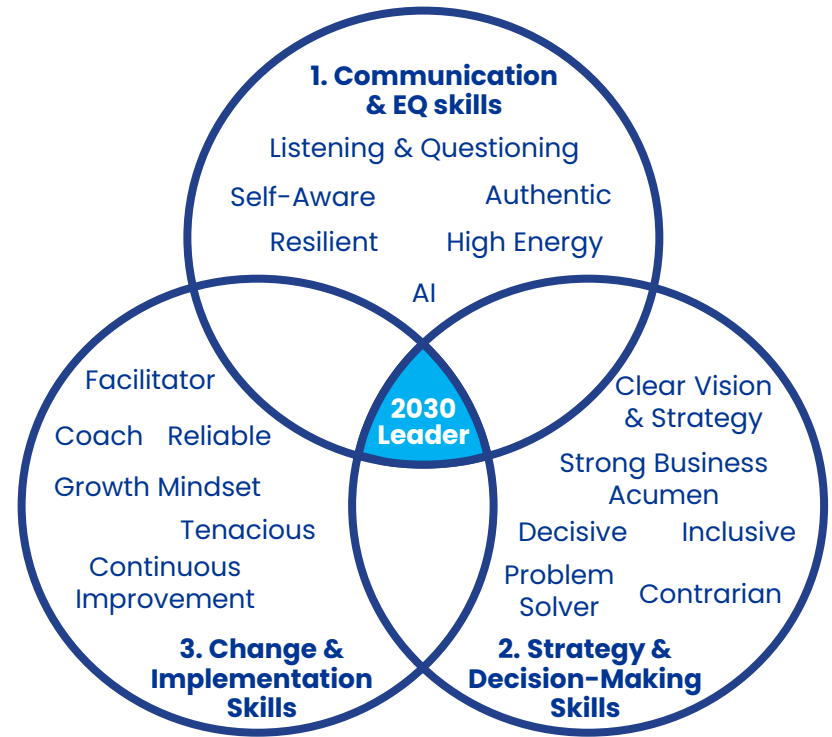 1. Communication
& EQ skills
Listening & Questioning
Self-Aware
Authentic
Resilient
High Energy
AI
2030
Leader
Facilitator
Coach
Reliable
Growth Mindset
Tenacious
Continuous
Improvement
3. Change &
Implementation
Skills
Clear Vision
& Strategy
Strong Business
Acumen
Decisive
Inclusive
Problem
Solver
Contrarian
2. Strategy &
Decision-Making
Skills